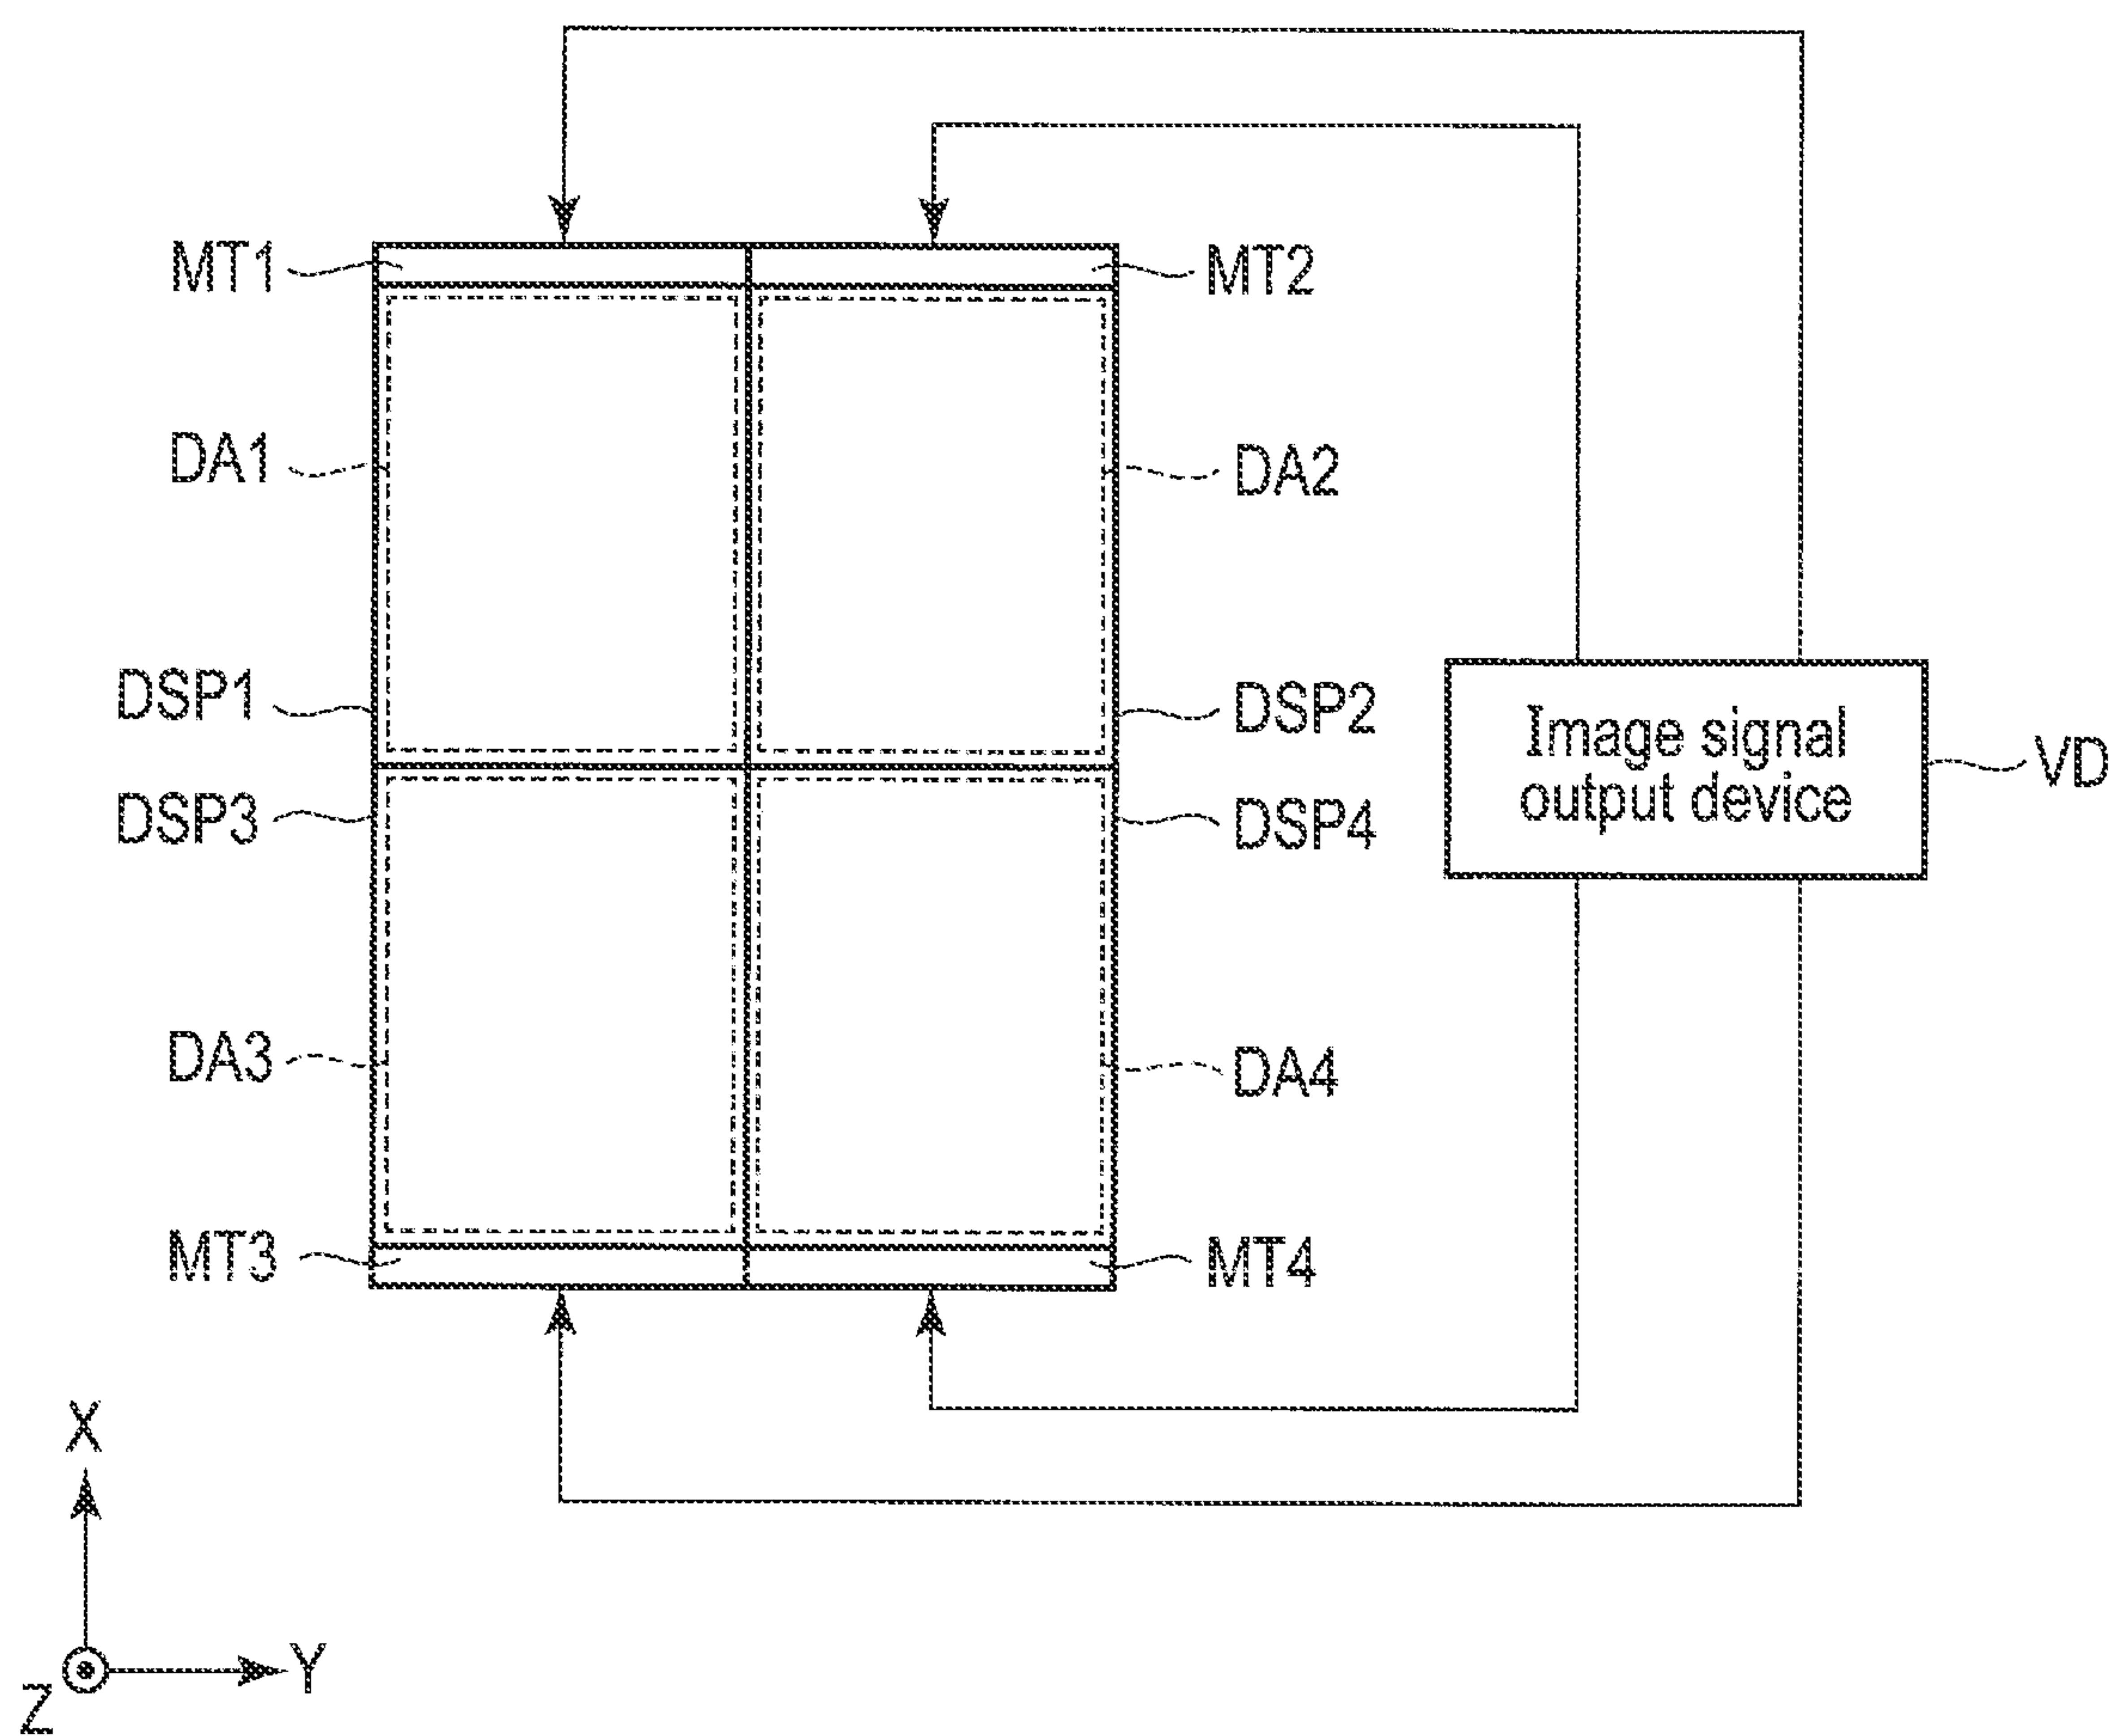 MT1
MT2
DA1
DA2
DSP1
DSP2
Image signal
output device
VD
DSP3
DSP4
DA3
DA4
MT3
MT4
X
Y
Z